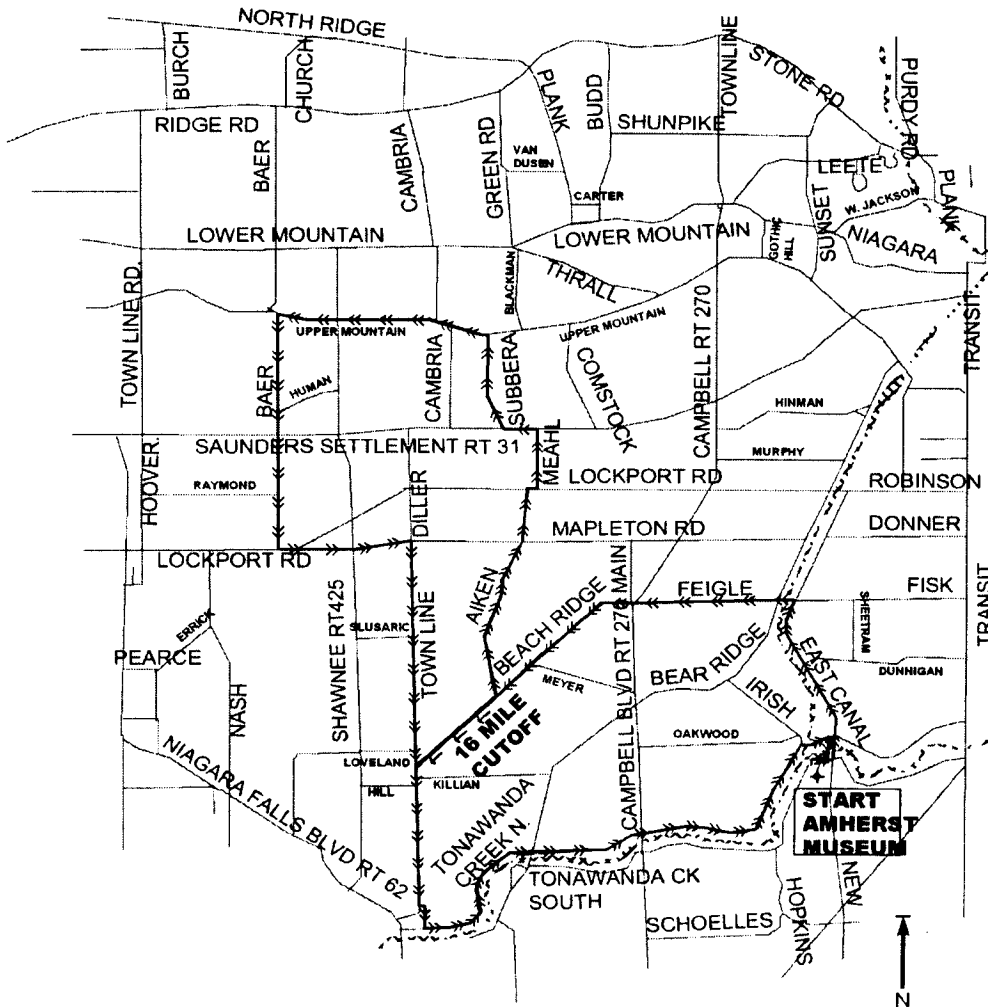 NORTH RIDGE
BURCH
CHURCH
PLANK
BUDD
TOWNLINE
STONE RD
PURDY RD
RIDGE RD
SHUNPIKE
BAER
CAMBRIA
GREEN RD
VAN
DUSEN
LEETE
CARTER
W. JACKSON
PLANK
LOWER MOUNTAIN
LOWER MOUNTAIN
GOTHIC
HILL
SUNSET
NIAGARA
TOWN LINE RD.
BLACKMAN
THRALL
CAMPBELL RT 270
TRANSIT
UPPER MOUNTAIN
UPPER MOUNTAIN
BAER
HUMAN
CAMBRIA
SUBBERA
COMSTOCK
HINMAN
SAUNDERS SETTLEMENT RT 31
MEAHL
MURPHY
HOOVER
RAYMOND
DILLER
LOCKPORT RD
ROBINSON
LOCKPORT RD
MAPLETON RD
DONNER
SHAWNEE RT425
AIKEN
CAMPBELL BLVD RT 270 MAIN
FEIGLE
FISK
TRANSIT
ERRICK
SLUSARIC
TOWN LINE
BEACH RIDGE
SHETTRAM
PEARCE
MEYER
BEAR RIDGE
EAST CANAL
DUNNIGAN
NASH
IRISH
16 MILE
CUTOFF
OAKWOOD
NIAGARA FALLS BLVD RT 62
LOVELAND
HILL
KILLIAN
TONAWANDA
CREEK N.
START
AMHERST
MUSEUM
TONAWANDA CK
SOUTH
HOPKINS
NEW
SCHOELLES
N